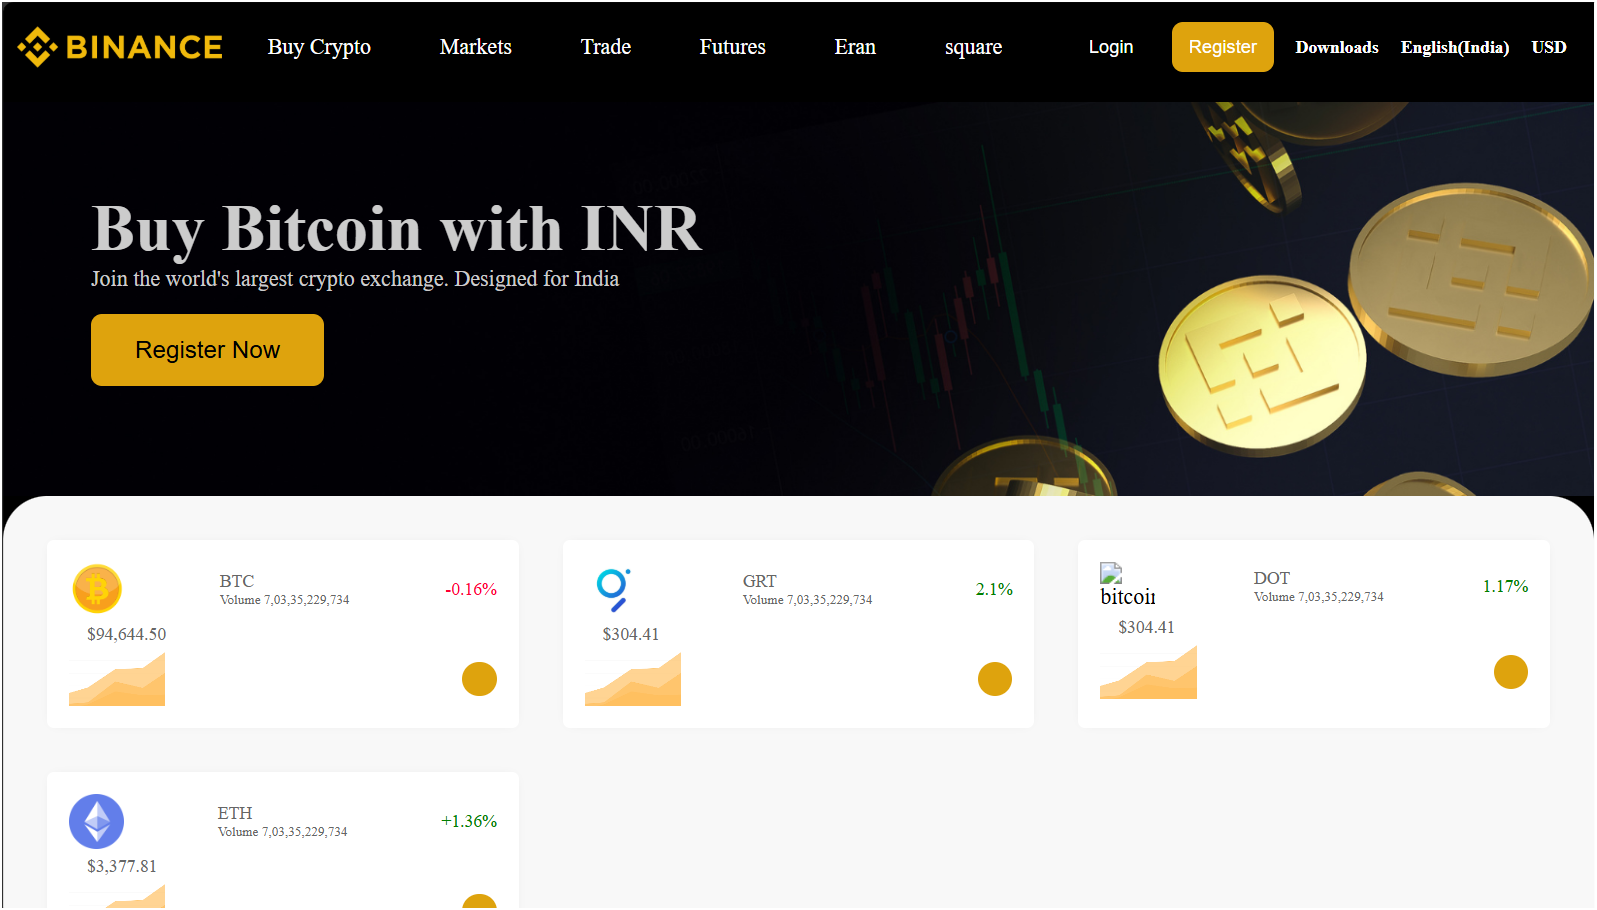 BINANCE Buy Crypto Markets Trade Futures Eran square Login Register Downloads English(India) USD
Buy Bitcoin with INR
Join the world's largest crypto exchange. Designed for India
Register Now
BTC
Volume 7,03,35,229,734
-0.16%
$94,644.50
GRT
Volume 7,03,35,229,734
2.1%
$304.41
DOT
Volume 7,03,35,229,734
1.17%
bitcoin
$304.41
ETH
Volume 7,03,35,229,734
+1.36%
$3,377.81